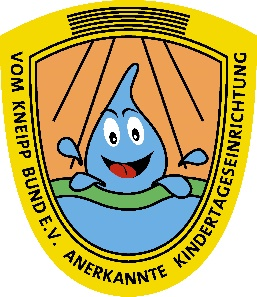 VOM KNEIPP BUND E.V. ANERKANNTE KINDERTAGESEINRICHTUNG